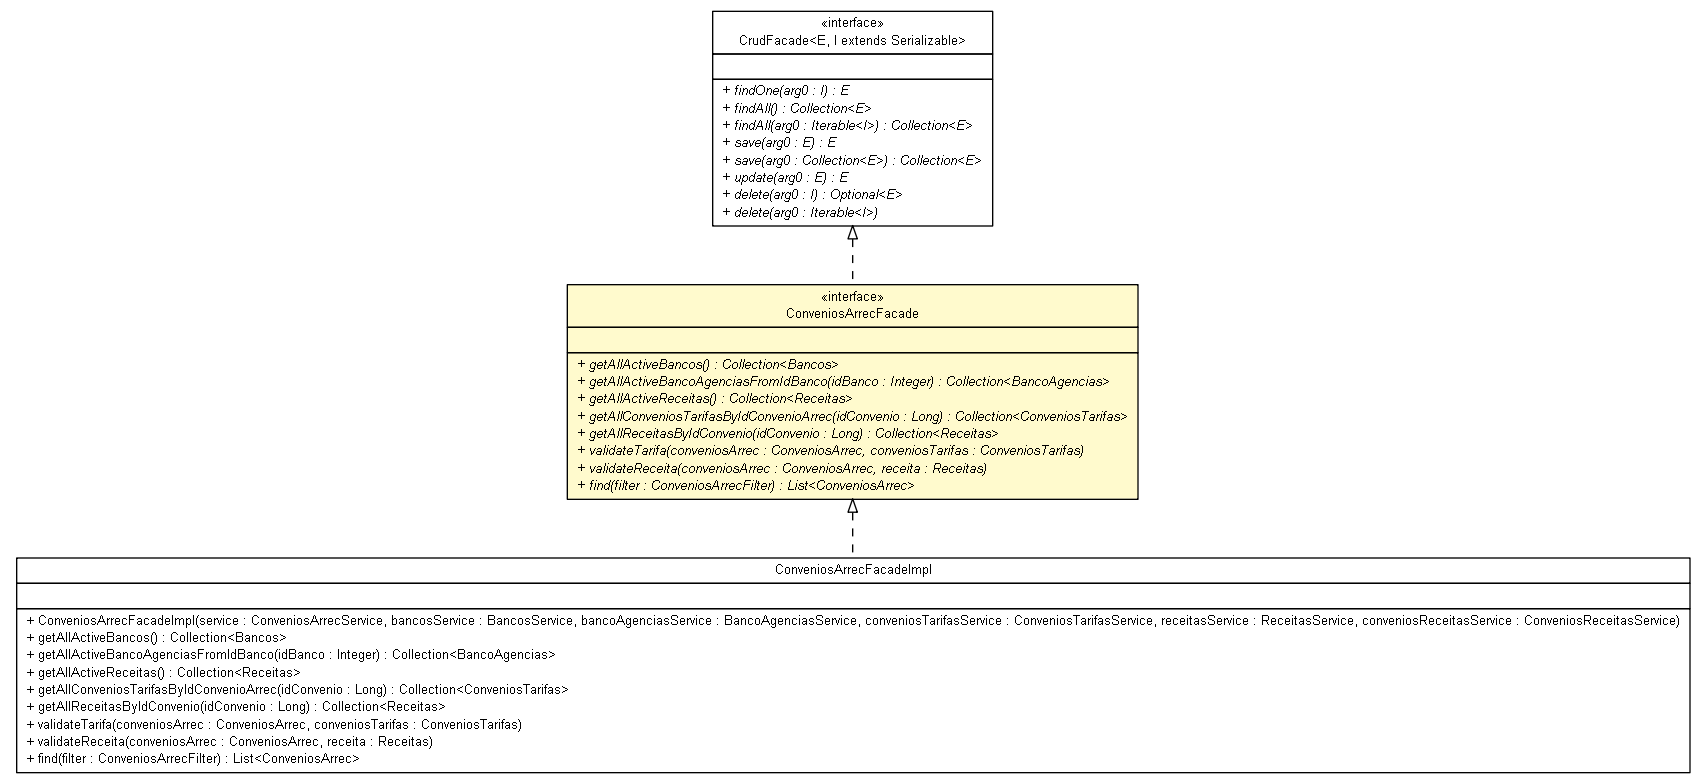 «interface»
CrudFacade<E, I extends Serializable>
+ findOne(arg0 : I) : E
+ findAll() : Collection<E>
+ findAll(arg0 : Iterable<I>) : Collection<E>
+ save(arg0 : E) : E
+ save(arg0 : Collection<E>) : Collection<E>
+ update(arg0 : E) : E
+ delete(arg0 : I) : Optional<E>
+ delete(arg0 : Iterable<I>)
«interface»
ConveniosArrecFacade
+ getAllActiveBancos() : Collection<Bancos>
+ getAllActiveBancoAgenciasFromIdBanco(idBanco : Integer) : Collection<BancoAgencias>
+ getAllActiveReceitas() : Collection<Receitas>
+ getAllConveniosTarifasByIdConvenioArrec(idConvenio : Long) : Collection<ConveniosTarifas>
+ getAllReceitasByIdConvenio(idConvenio : Long) : Collection<Receitas>
+ validateTarifa(conveniosArrec : ConveniosArrec, conveniosTarifas : ConveniosTarifas)
+ validateReceita(conveniosArrec : ConveniosArrec, receita : Receitas)
+ find(filter : ConveniosArrecFilter) : List<ConveniosArrec>
ConveniosArrecFacadeImpl
+ ConveniosArrecFacadeImpl(service : ConveniosArrecService, bancosService : BancosService, bancoAgenciasService : BancoAgenciasService, conveniosTarifasService : ConveniosTarifasService, receitasService : ReceitasService, conveniosReceitasService : ConveniosReceitasService)
+ getAllActiveBancos() : Collection<Bancos>
+ getAllActiveBancoAgenciasFromIdBanco(idBanco : Integer) : Collection<BancoAgencias>
+ getAllActiveReceitas() : Collection<Receitas>
+ getAllConveniosTarifasByIdConvenioArrec(idConvenio : Long) : Collection<ConveniosTarifas>
+ getAllReceitasByIdConvenio(idConvenio : Long) : Collection<Receitas>
+ validateTarifa(conveniosArrec : ConveniosArrec, conveniosTarifas : ConveniosTarifas)
+ validateReceita(conveniosArrec : ConveniosArrec, receita : Receitas)
+ find(filter : ConveniosArrecFilter) : List<ConveniosArrec>